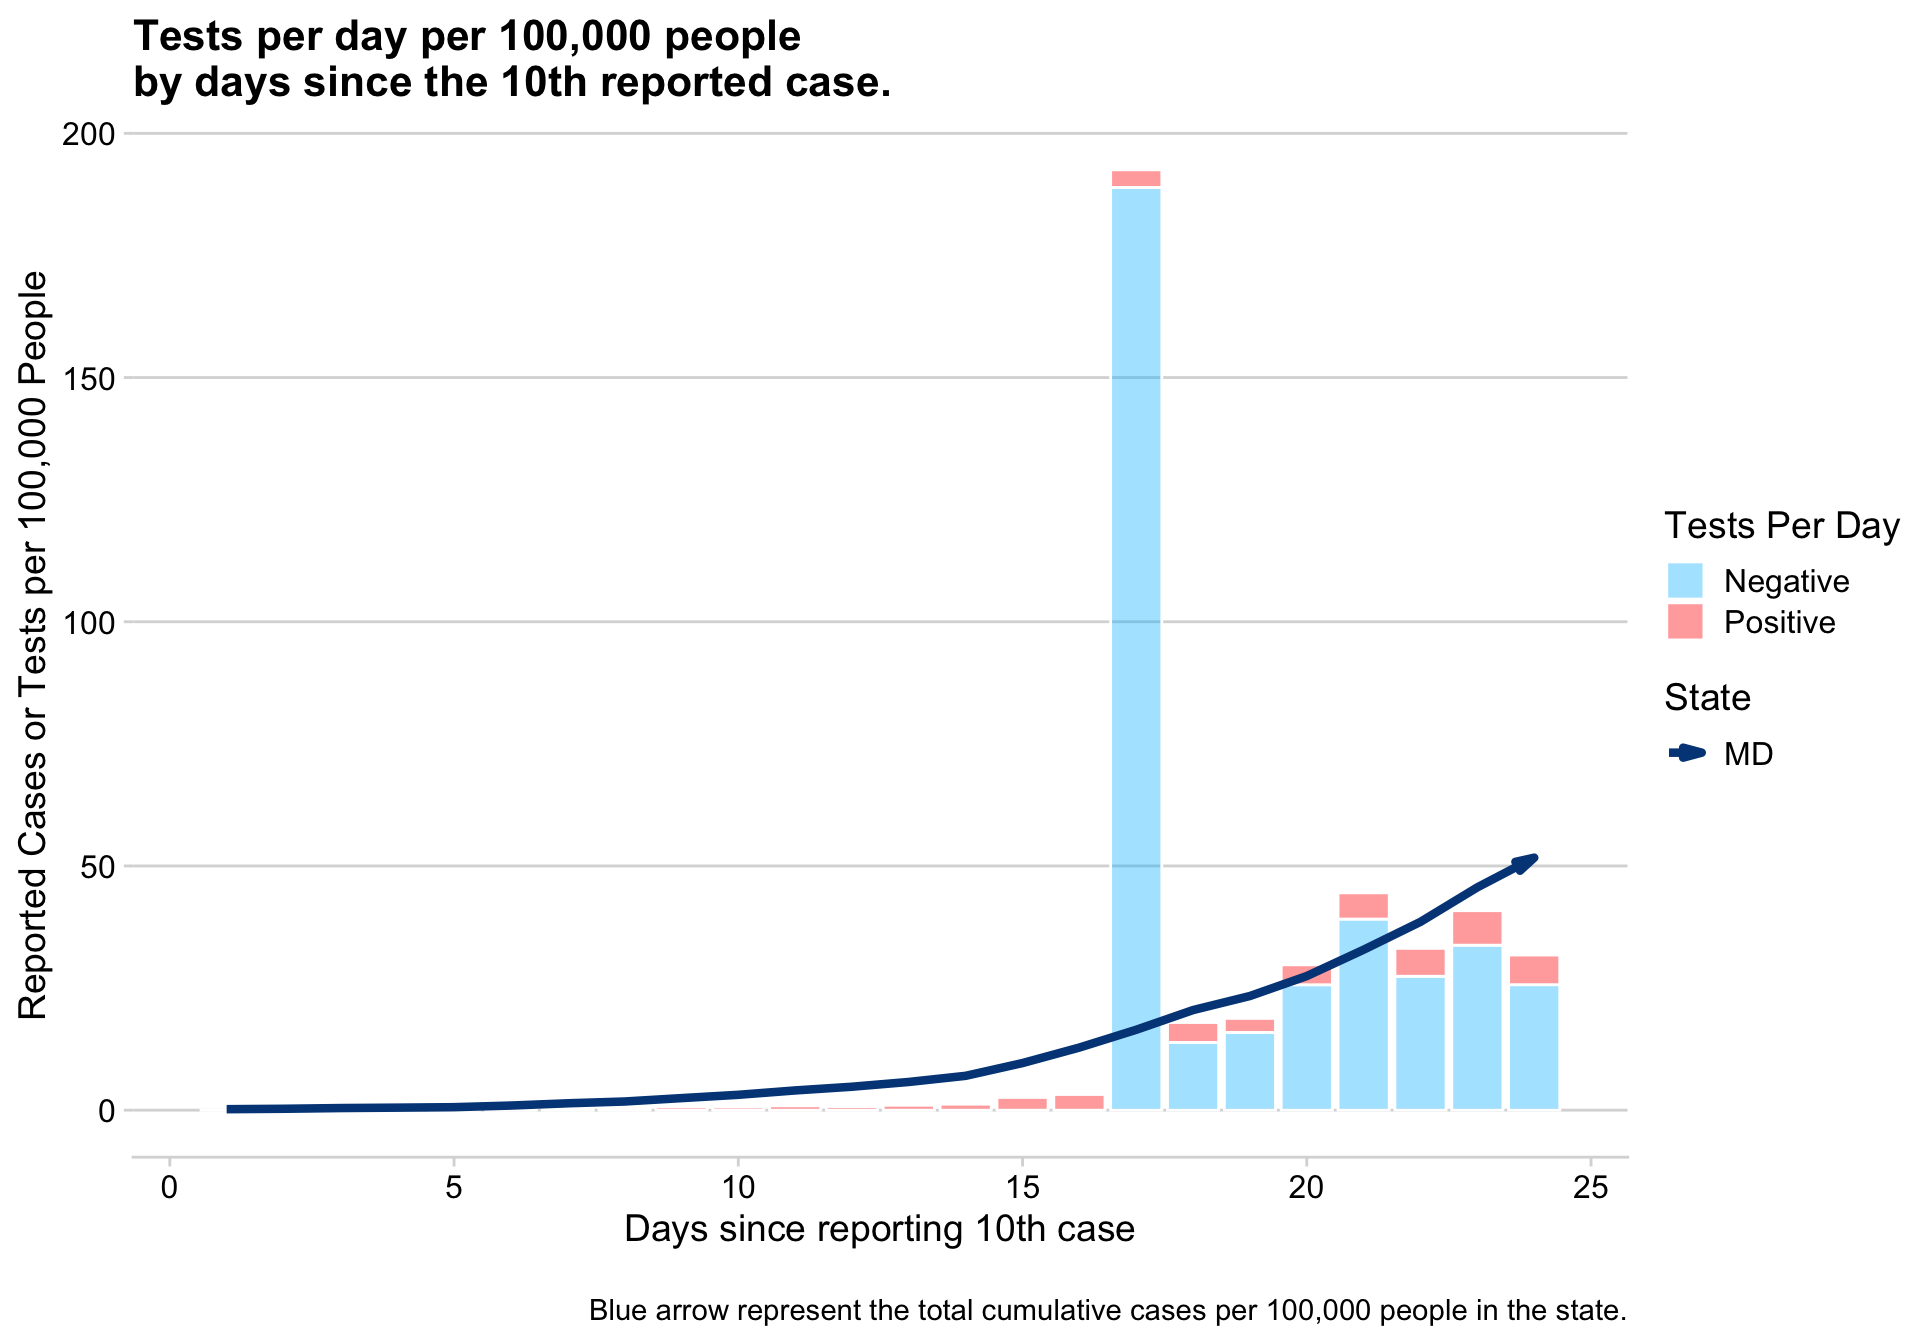 Tests per day per 100,000 people
by days since the 10th reported case.
Reported Cases or Tests per 100,000 People
200
150
100
50
0
0
5
10
15
20
25
Days since reporting 10th case
Tests Per Day
Negative
Positive
State
MD
Blue arrow represent the total cumulative cases per 100,000 people in the state.